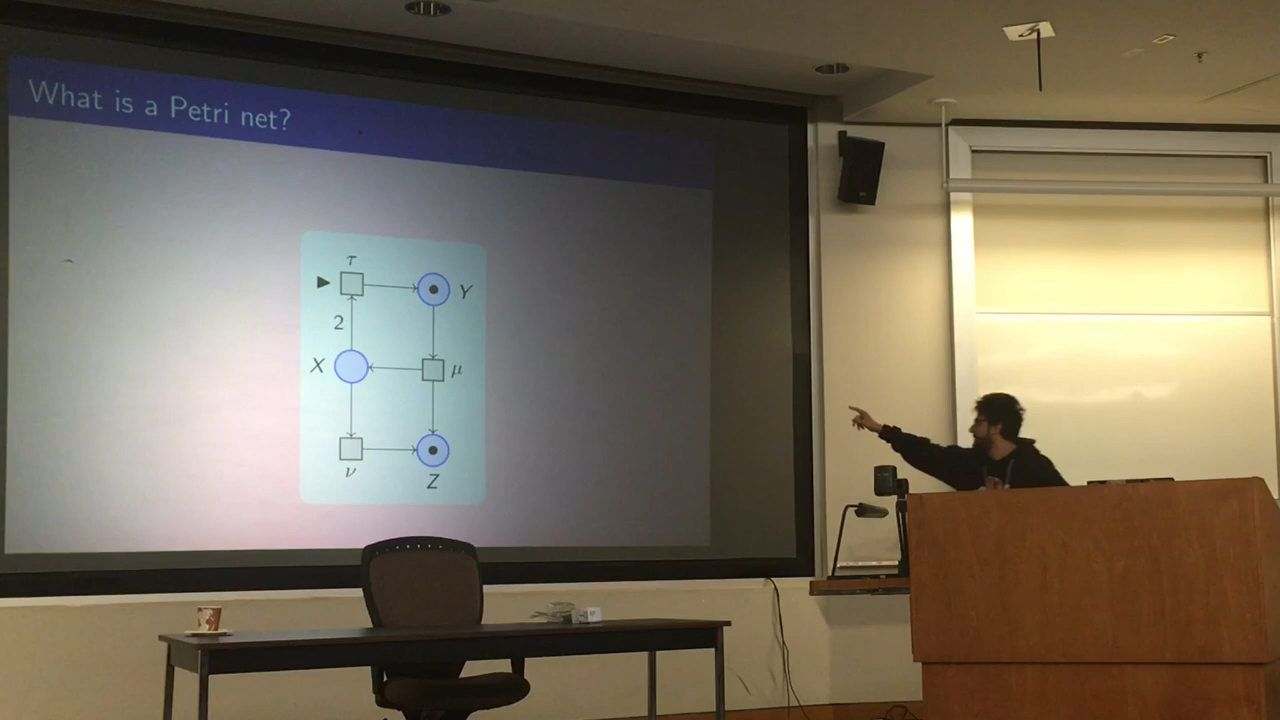 What is a Petri net?
τ
Y
2
X
μ
ν
Z